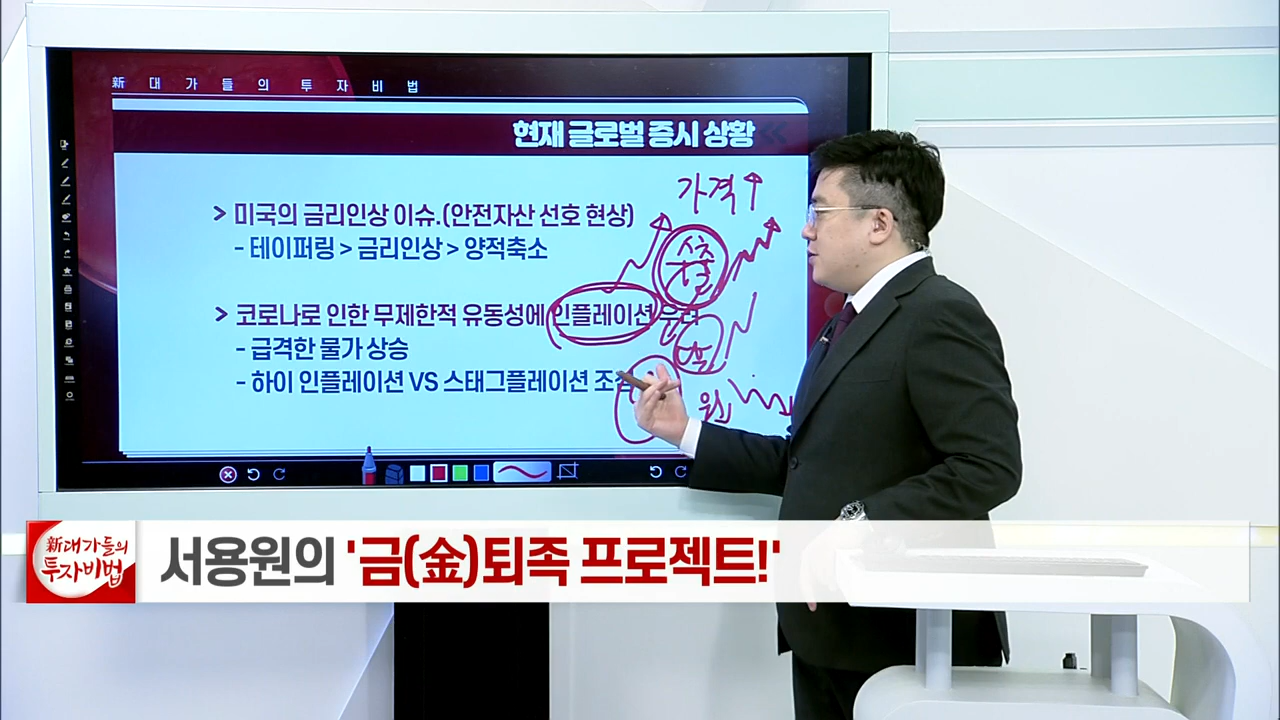 新 대 가 들 의 투 자 비 법
현재 글로벌 증시 상황
가격↑
> 미국의 금리인상 이슈.(안전자산 선호 현상)
- 테이퍼링 > 금리인상 > 양적축소
수출
> 코로나로 인한 무제한적 유동성에 인플레이션 우려
- 급격한 물가 상승
- 하이 인플레이션 VS 스태그플레이션
新대가들의
투자비법
서용원의 '금(金)퇴족 프로젝트!'